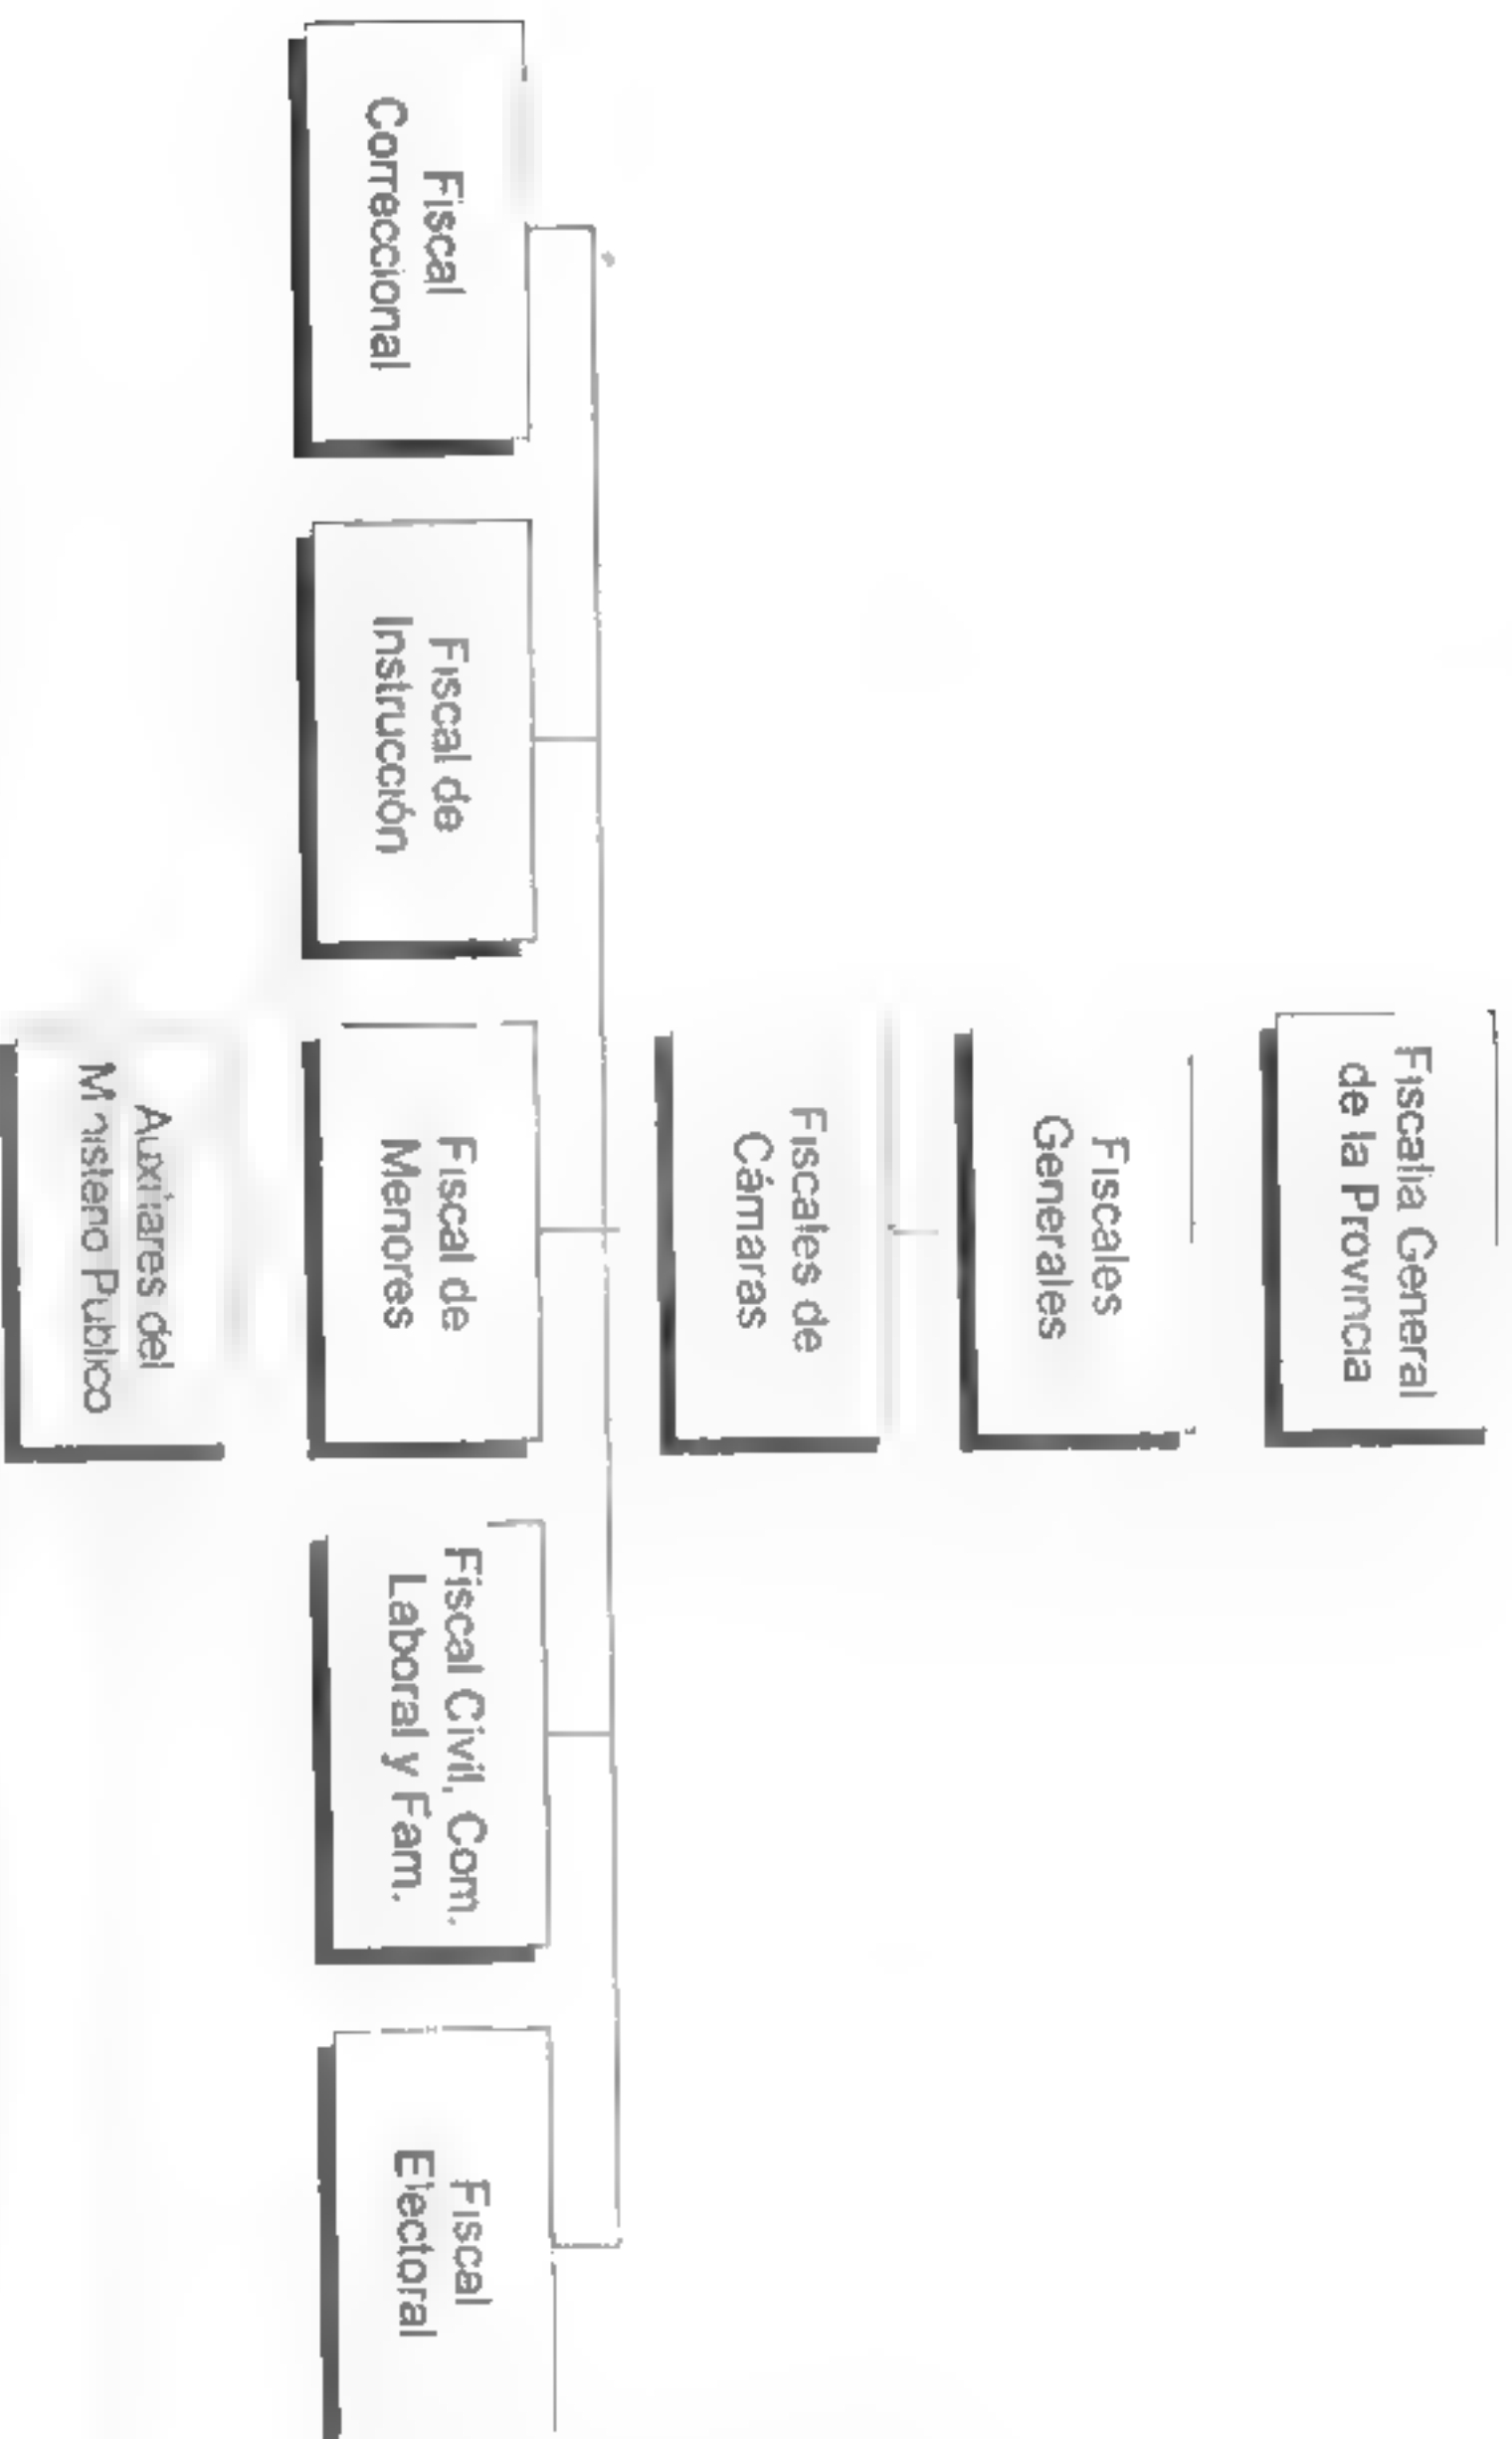 Fiscalía General
de la Provincia
Fiscales
Generales
Fiscales de
Cámaras
Fiscal
Correccional
Fiscal de
Instrucción
Fiscal de
Menores
Fiscal Civil, Com.
Laboral y Fam.
Fiscal
Electoral
Auxiliares del
Ministerio Publico